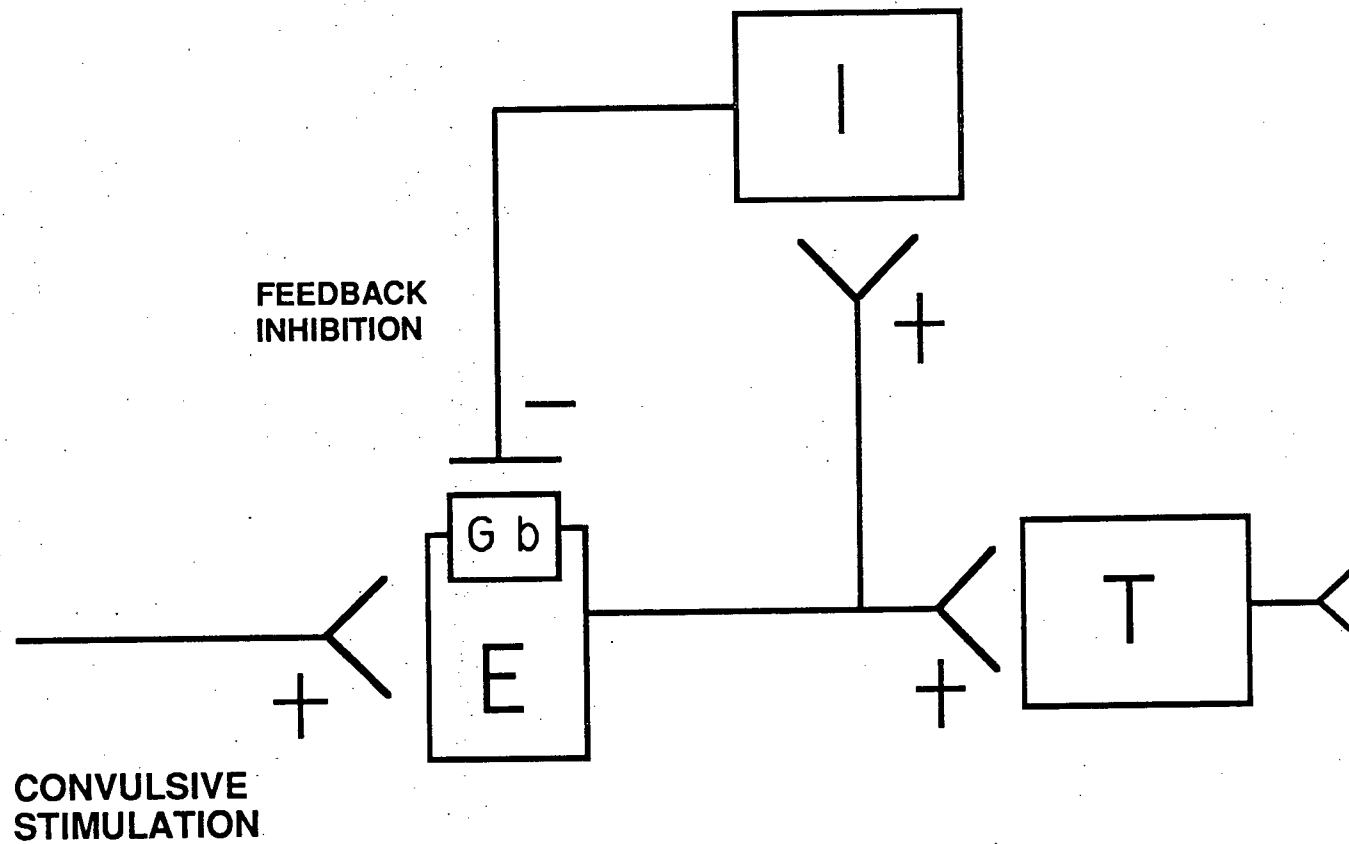 I
FEEDBACK
INHIBITION
+
−
G b
E
T
+
+
CONVULSIVE
STIMULATION